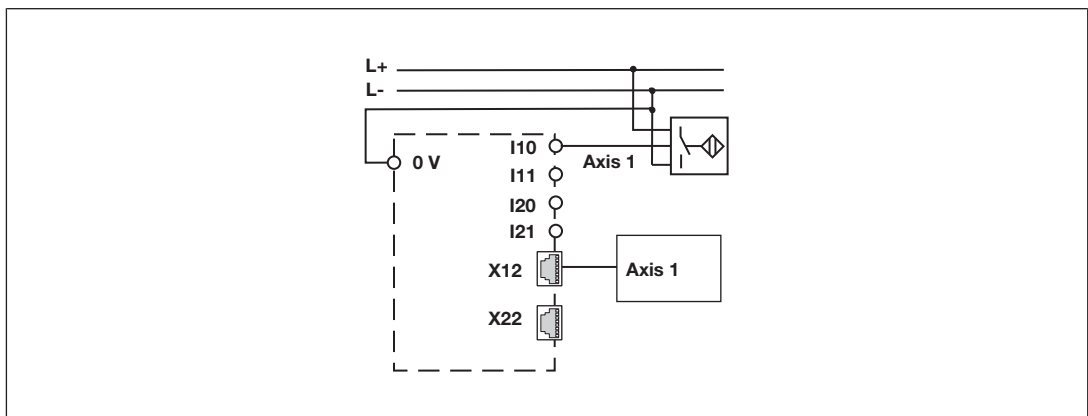 L+
L-
0 V
I10
Axis 1
I11
I20
I21
X12
Axis 1
X22